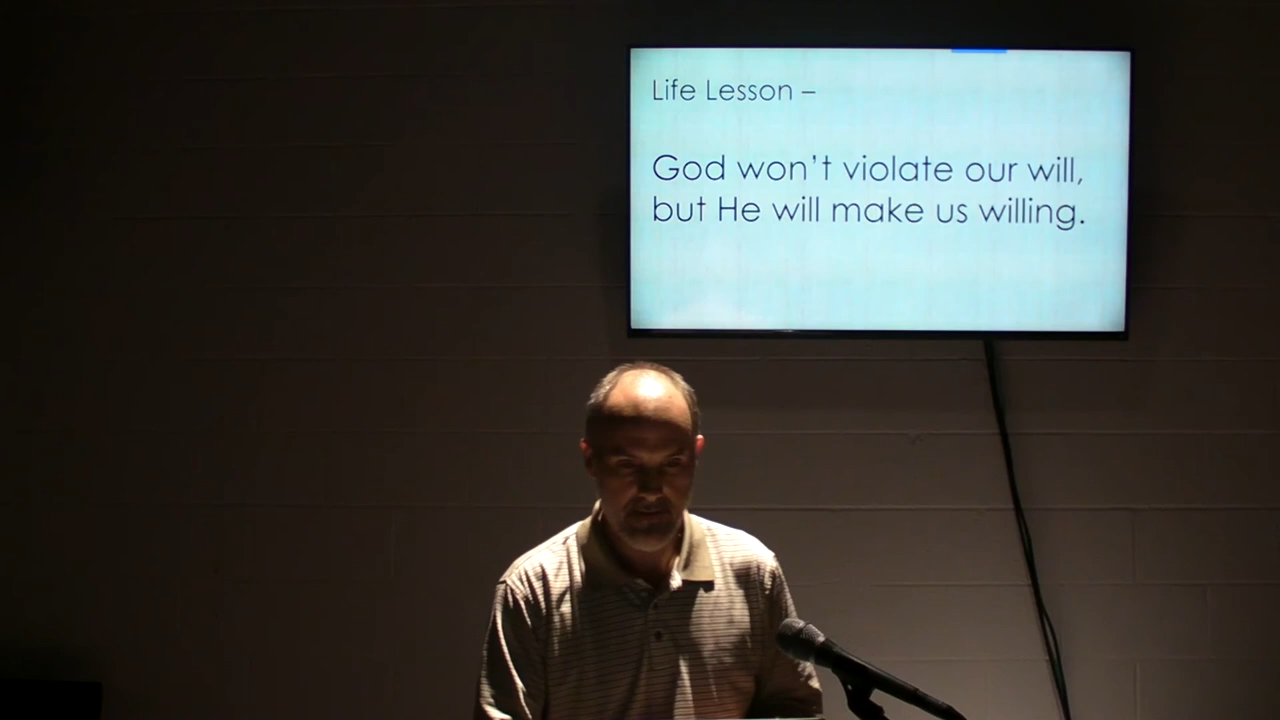 Life Lesson –
God won't violate our will,
but He will make us willing.